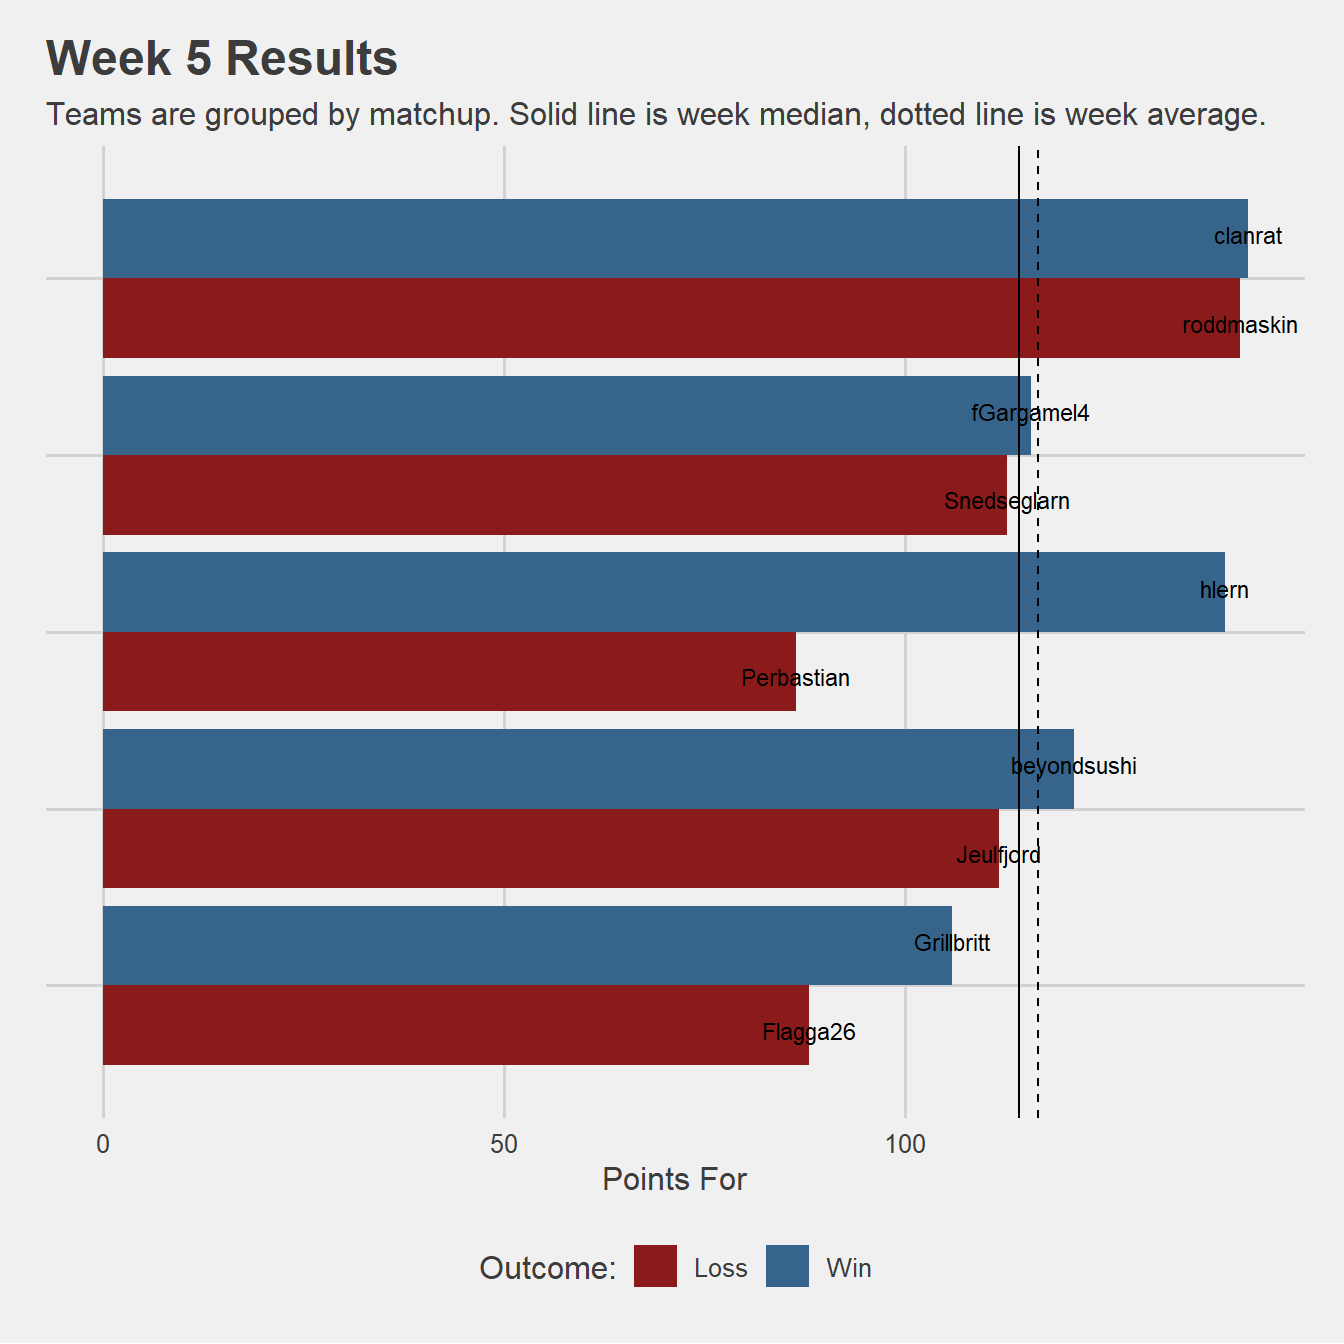 Week 5 Results
Teams are grouped by matchup. Solid line is week median, dotted line is week average.
clanrat
roddmaskin
fGargamel4
Snedseglarn
hlern
Perbastian
beyondsushi
Jeulfjord
Grillbritt
Flagga26
0 50 100
Points For
Outcome: Loss Win